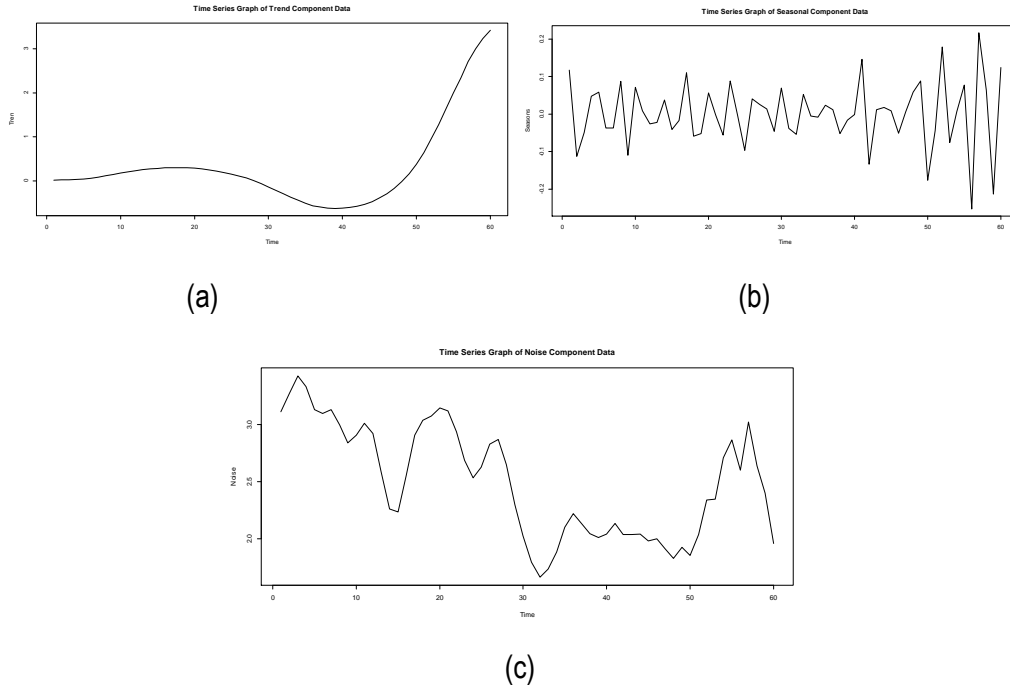 Time Series Graph of Trend Component Data
Tren
3
2
1
0
0 10 20 30 40 50 60
Time
(a)
Time Series Graph of Seasonal Component Data
Seasons
0.2
0.1
0.0
-0.1
-0.2
0 10 20 30 40 50 60
Time
(b)
Time Series Graph of Noise Component Data
Noise
3.0
2.5
2.0
0 10 20 30 40 50 60
Time
(c)